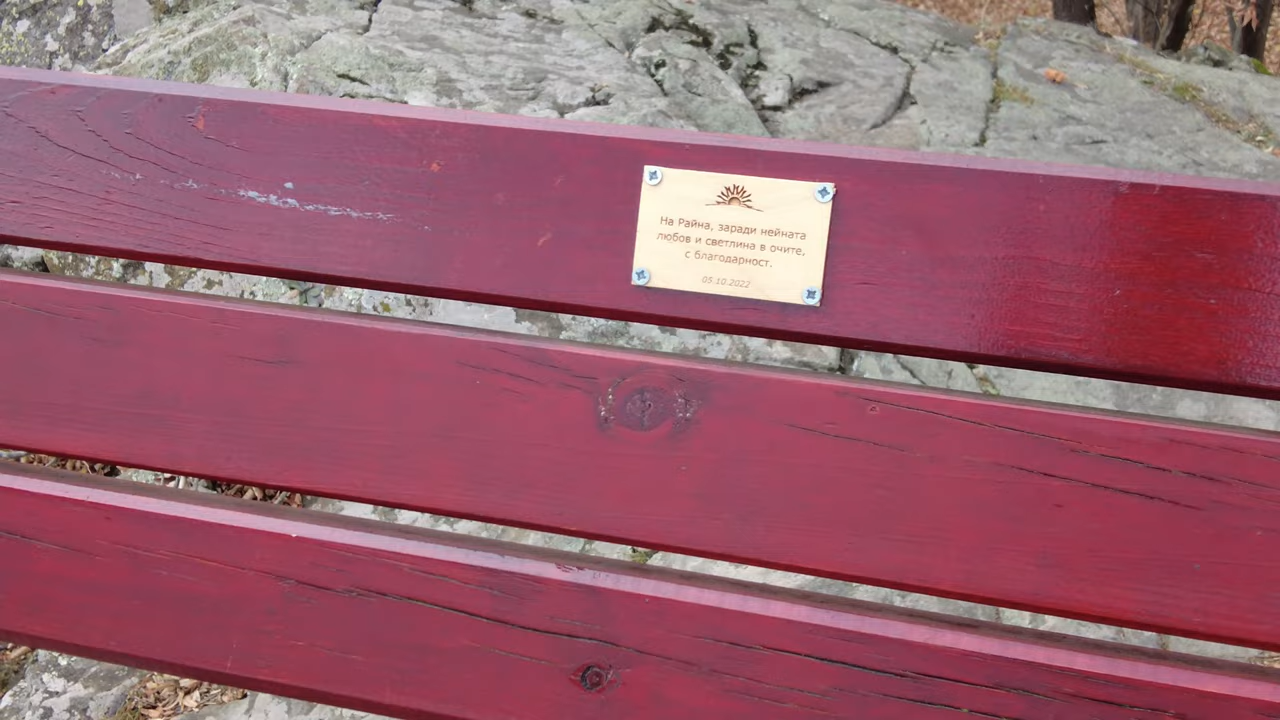 На Райна, заради нейната
любов и светлина в очите,
с благодарност.
05.10.2022